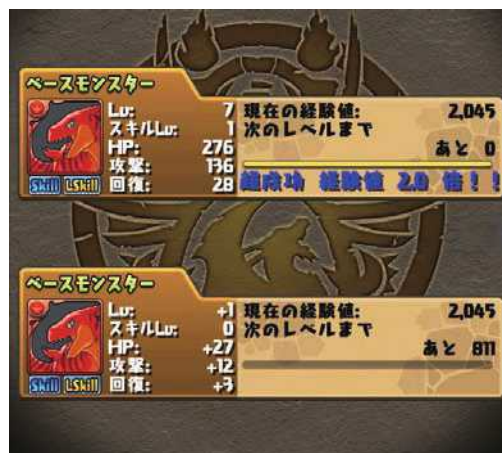 ベースモンスター
Lv: 7
スキルLv: 1
HP: 276
攻撃: 136
回復: 28
Skill LSkill
現在の経験値: 2,045
次のレベルまで
あと 0
超成功 経験値 2.0 倍！！
ベースモンスター
Lv: +1
スキルLv: 0
HP: +27
攻撃: +12
回復: +3
Skill LSkill
現在の経験値: 2,045
次のレベルまで
あと 811